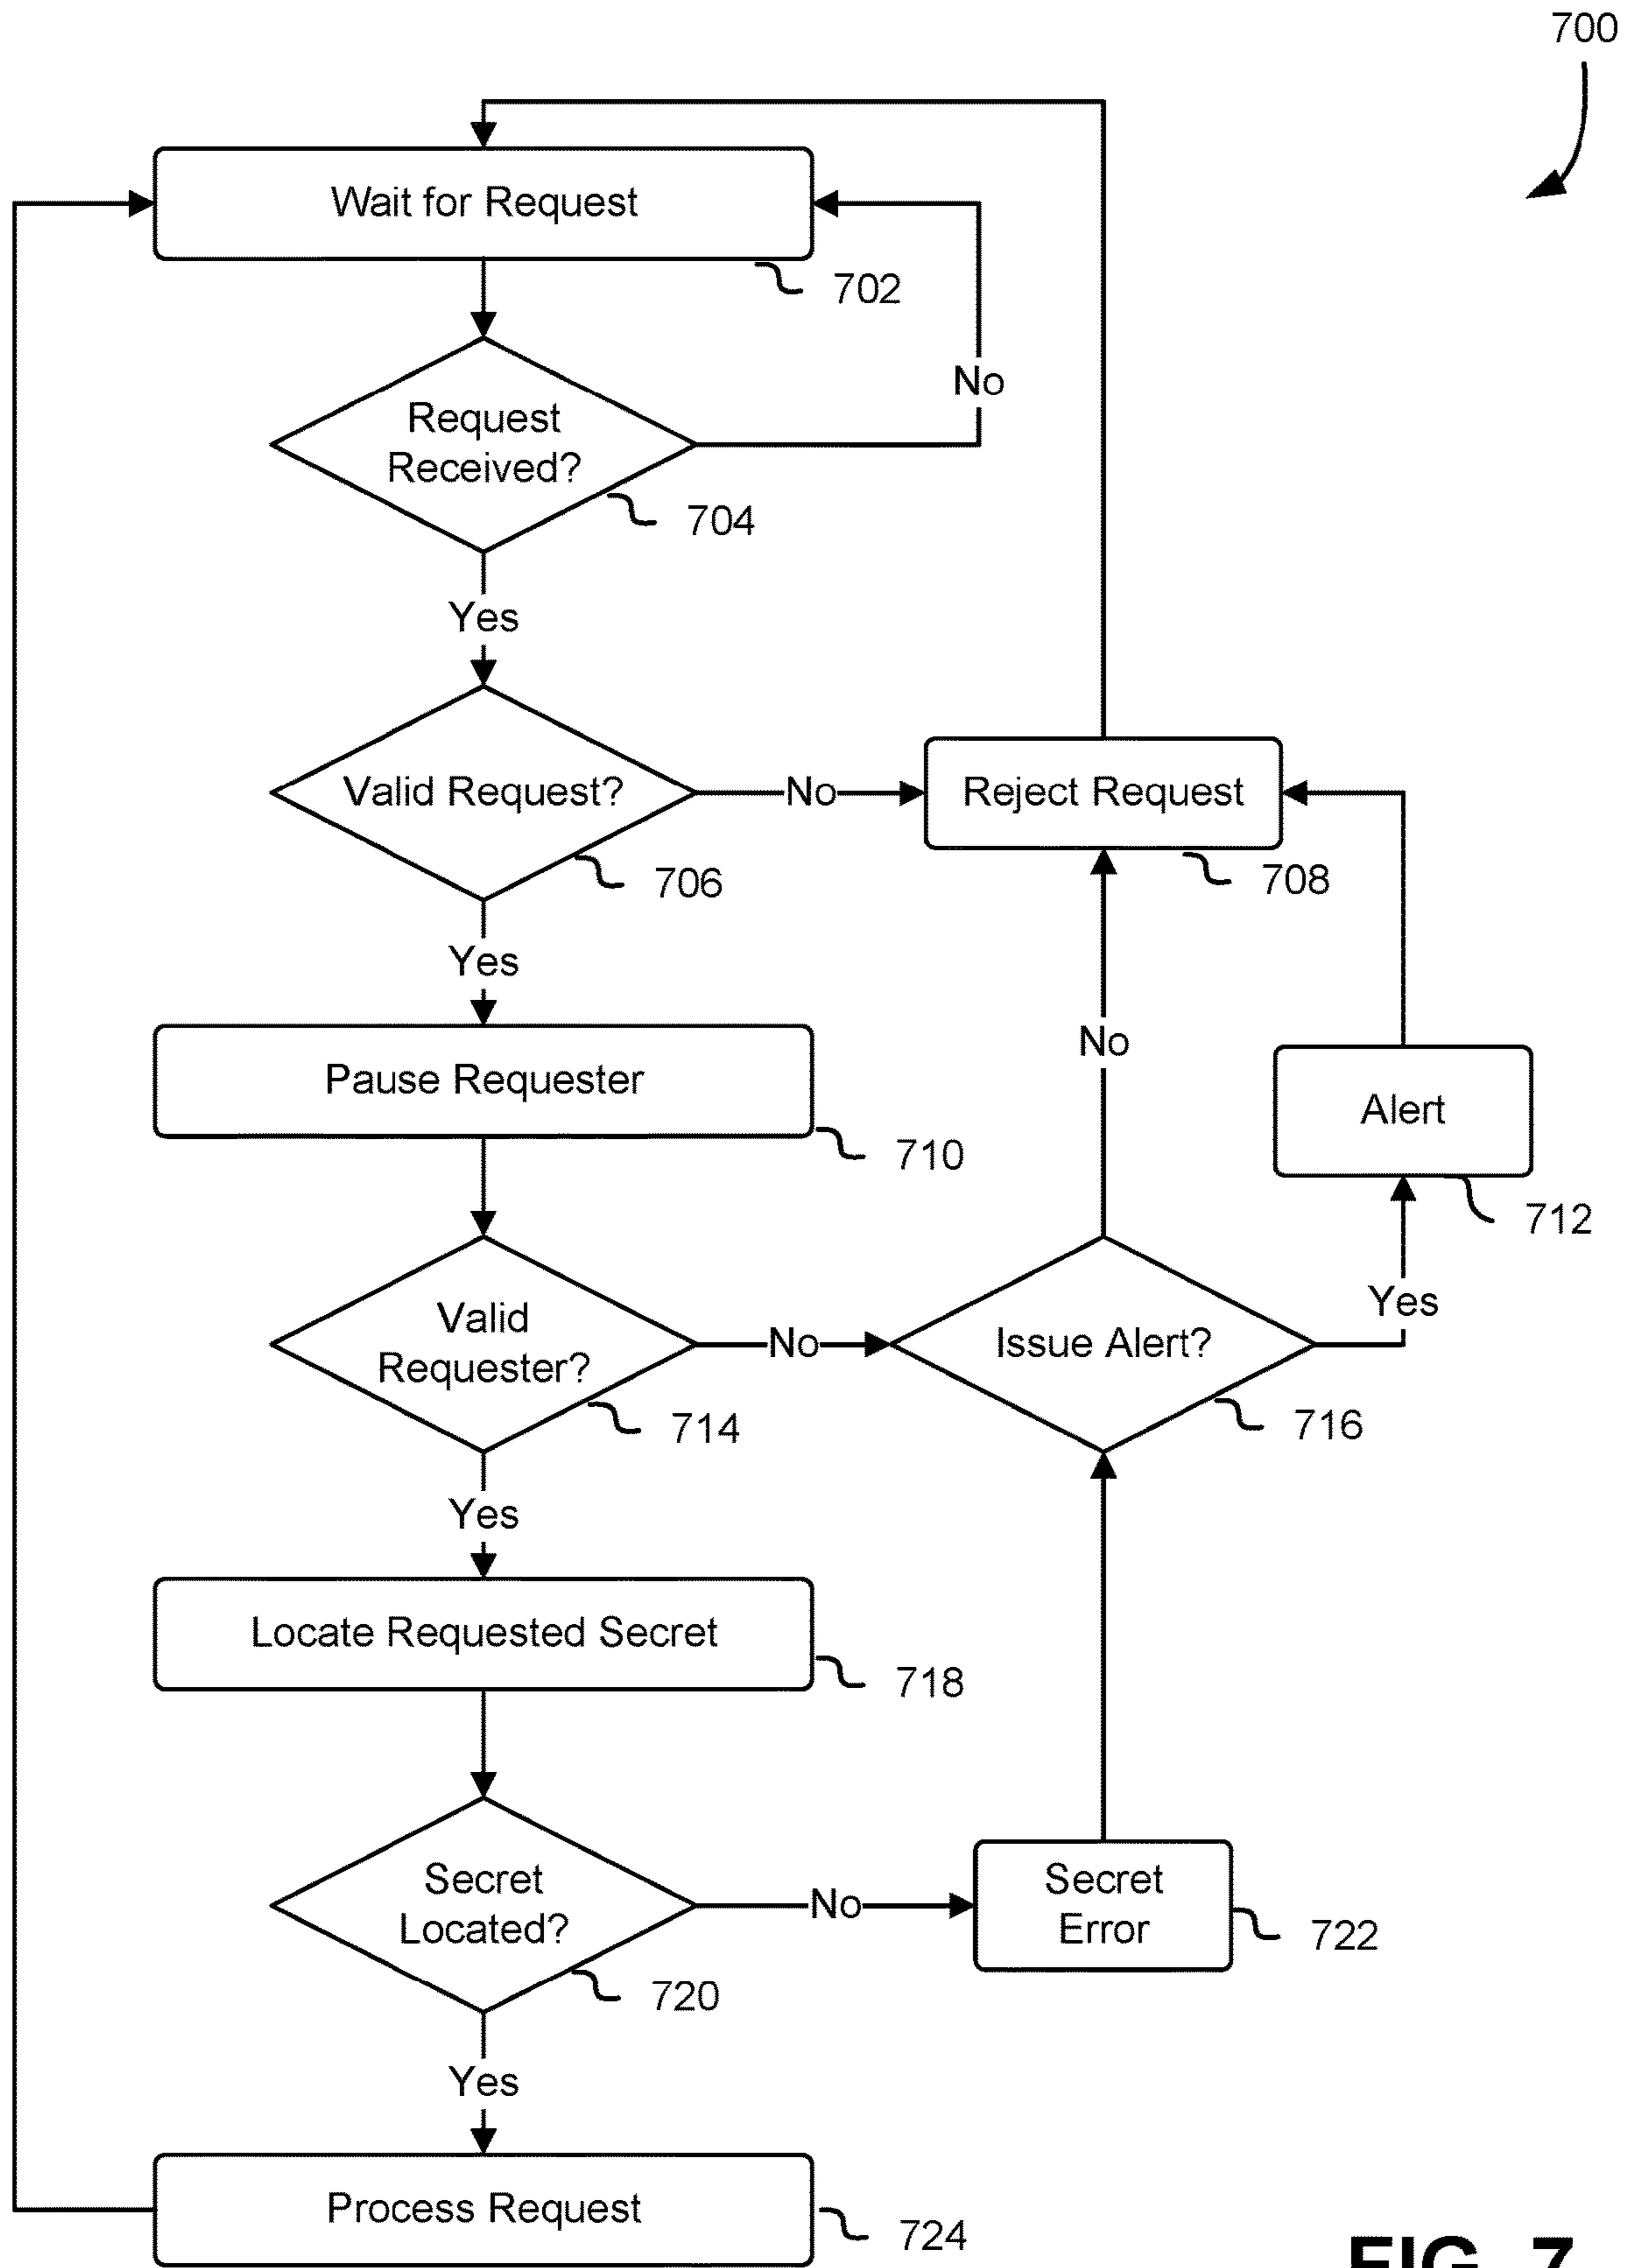 700
Wait for Request
702
No
Request
Received?
704
Yes
Valid Request?
No
Reject Request
706
708
Yes
No
Pause Requester
Alert
710
712
Valid
Requester?
No
Issue Alert?
Yes
714
716
Yes
Locate Requested Secret
718
Secret
Located?
No
Secret
Error
722
720
Yes
Process Request
724
FIG. 7